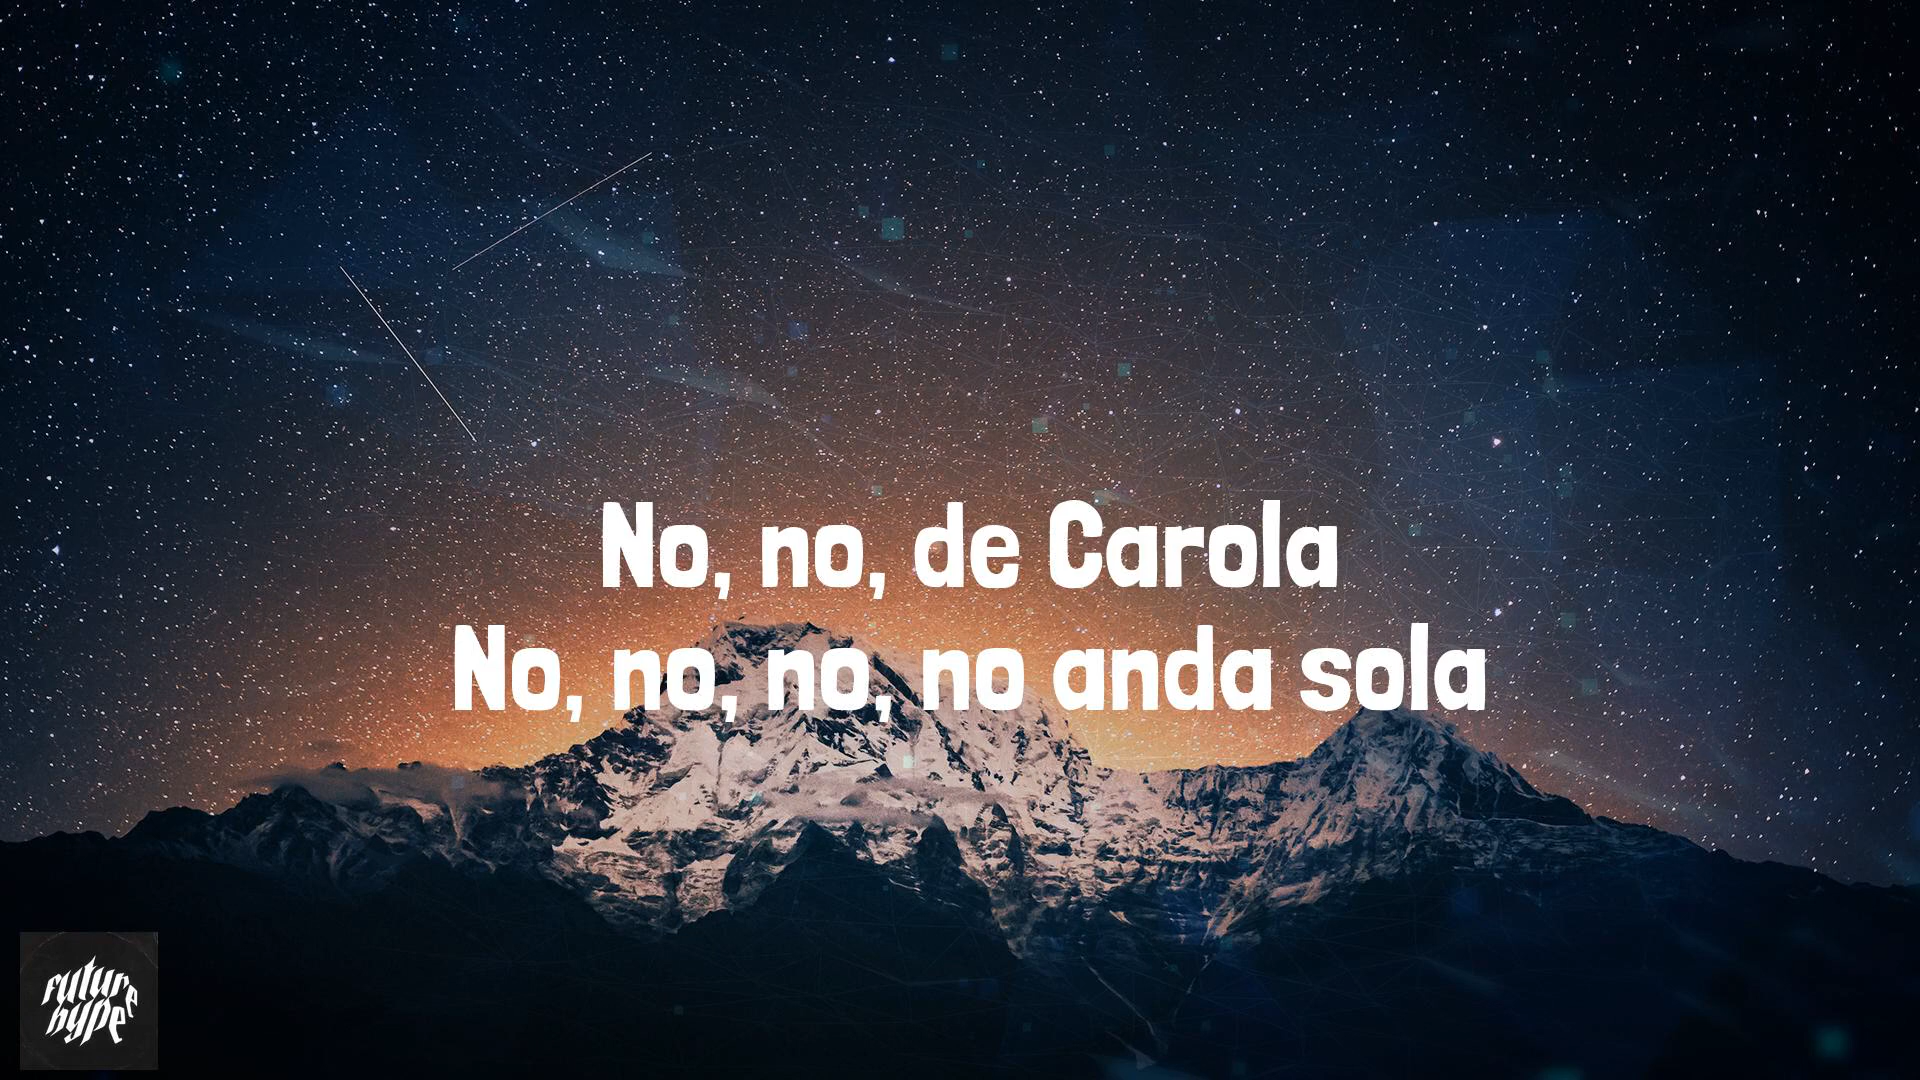 No, no, de Carola
No, no, no, no anda sola
future
hype